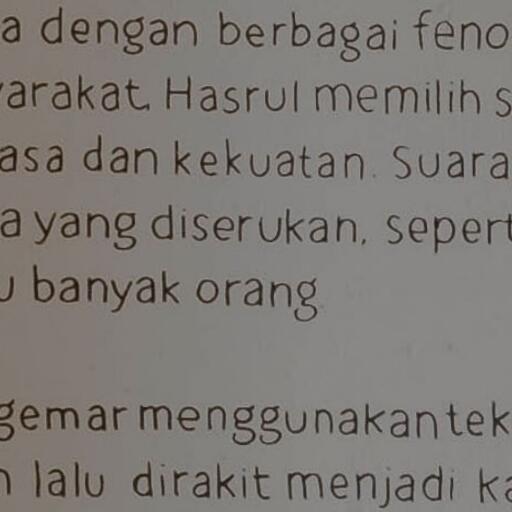 a dengan berbagai feno
arakat. Hasrul memilih s
asa dan kekuatan. Suara
a yang diserukan, sepert
u banyak orang.
gemar menggunakan tek
n lalu dirakit menjadi ka